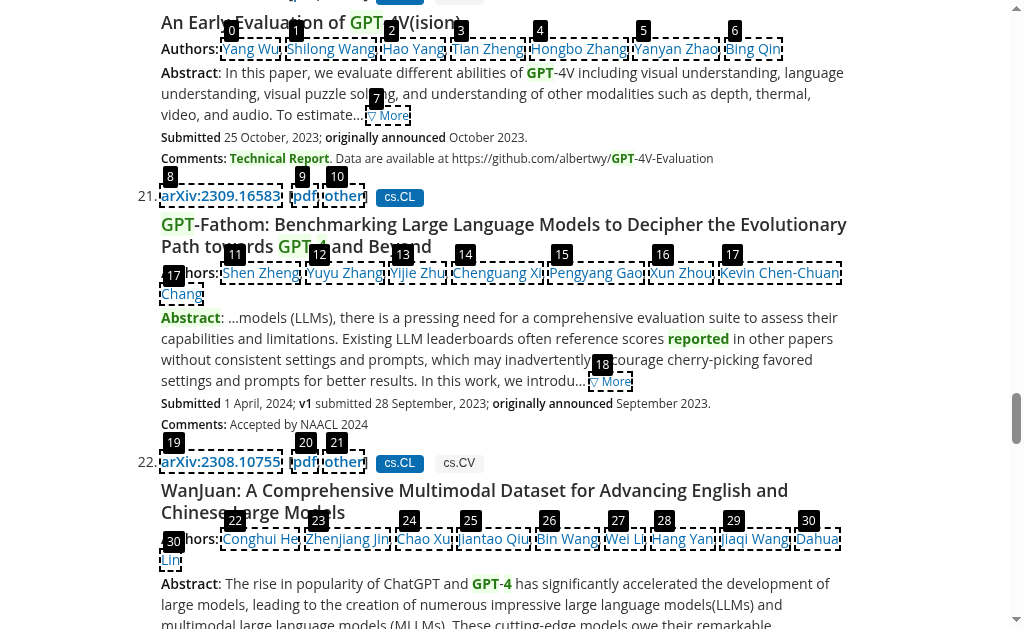 An Early Evaluation of GPT-4V(ision)
0 1 2 3 4 5 6
Authors: Yang Wu, Shilong Wang, Hao Yang, Tian Zheng, Hongbo Zhang, Yanyan Zhao, Bing Qin
Abstract: In this paper, we evaluate different abilities of GPT-4V including visual understanding, language
understanding, visual puzzle solving, and understanding of other modalities such as depth, thermal,
7
video, and audio. To estimate... ▽ More
Submitted 25 October, 2023; originally announced October 2023.
Comments: Technical Report. Data are available at https://github.com/albertwy/GPT-4V-Evaluation
8 9 10
21. arXiv:2309.16583 [pdf, other] cs.CL
GPT-Fathom: Benchmarking Large Language Models to Decipher the Evolutionary
Path towards GPT-4 and Beyond
11 12 13 14 15 16 17
Authors: Shen Zheng, Yuyu Zhang, Yijie Zhu, Chenguang Xi, Pengyang Gao, Xun Zhou, Kevin Chen-Chuan
17
Chang
Abstract: ...models (LLMs), there is a pressing need for a comprehensive evaluation suite to assess their
capabilities and limitations. Existing LLM leaderboards often reference scores reported in other papers
without consistent settings and prompts, which may inadvertently encourage cherry-picking favored
18
settings and prompts for better results. In this work, we introdu... ▽ More
Submitted 1 April, 2024; v1 submitted 28 September, 2023; originally announced September 2023.
Comments: Accepted by NAACL 2024
19 20 21
22. arXiv:2308.10755 [pdf, other] cs.CL cs.CV
WanJuan: A Comprehensive Multimodal Dataset for Advancing English and
Chinese Large Models
22 23 24 25 26 27 28 29 30
Authors: Conghui He, Zhenjiang Jin, Chao Xu, Jiantao Qiu, Bin Wang, Wei Li, Hang Yan, Jiaqi Wang, Dahua
30
Lin
Abstract: The rise in popularity of ChatGPT and GPT-4 has significantly accelerated the development of
large models, leading to the creation of numerous impressive large language models(LLMs) and
multimodal large language models (MLLMs). These cutting-edge models owe their remarkable